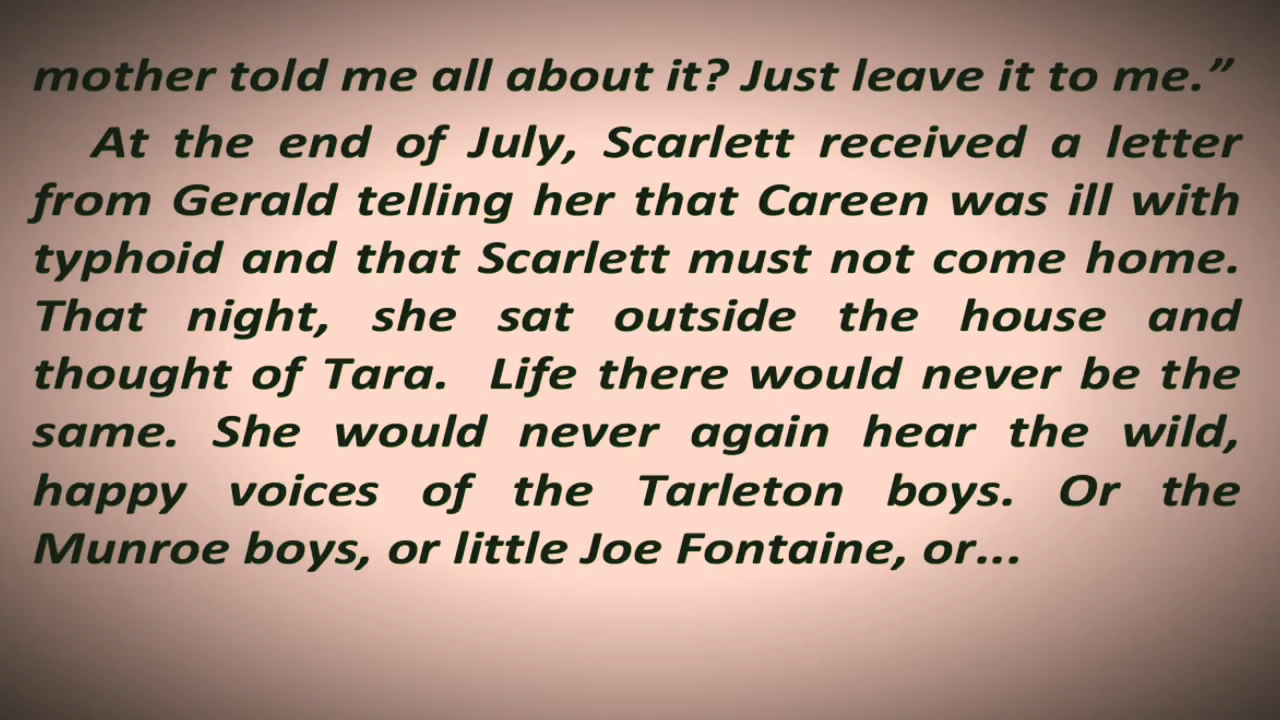 mother told me all about it? Just leave it to me.”
At the end of July, Scarlett received a letter
from Gerald telling her that Careen was ill with
typhoid and that Scarlett must not come home.
That night, she sat outside the house and
thought of Tara. Life there would never be the
same. She would never again hear the wild,
happy voices of the Tarleton boys. Or the
Munroe boys, or little Joe Fontaine, or...